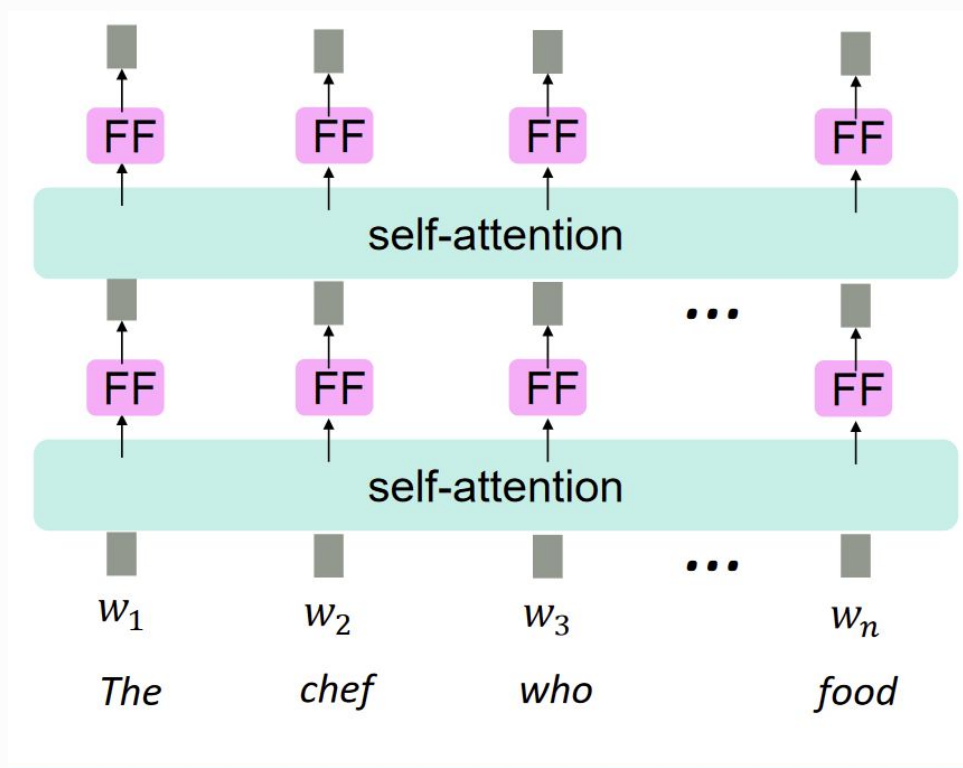 FF FF FF FF
self-attention
...
FF FF FF FF
self-attention
...
w₁ w₂ w₃ wₙ
The chef who food